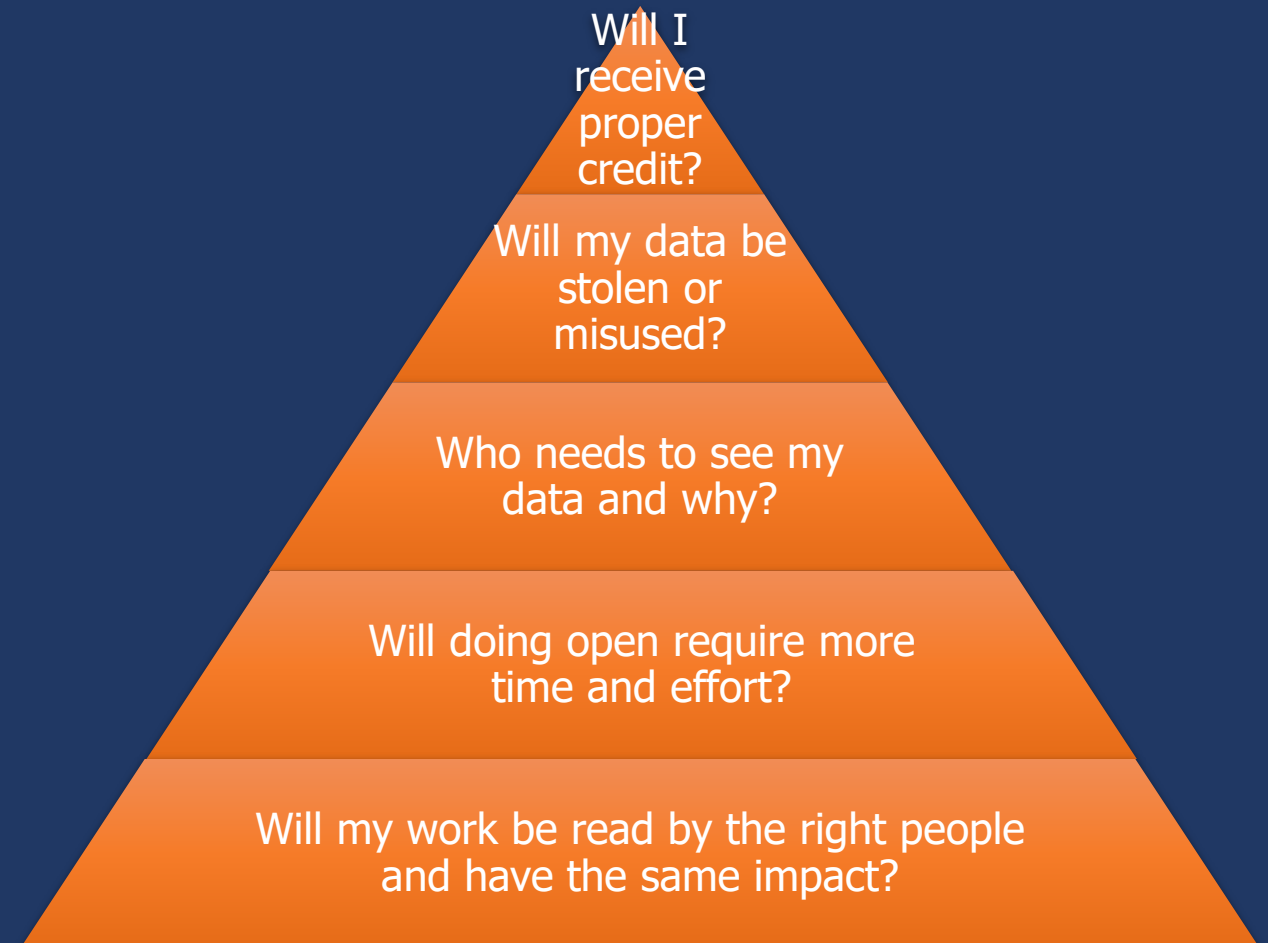 Will I
receive
proper
credit?
Will my data be
stolen or
misused?
Who needs to see my
data and why?
Will doing open require more
time and effort?
Will my work be read by the right people
and have the same impact?